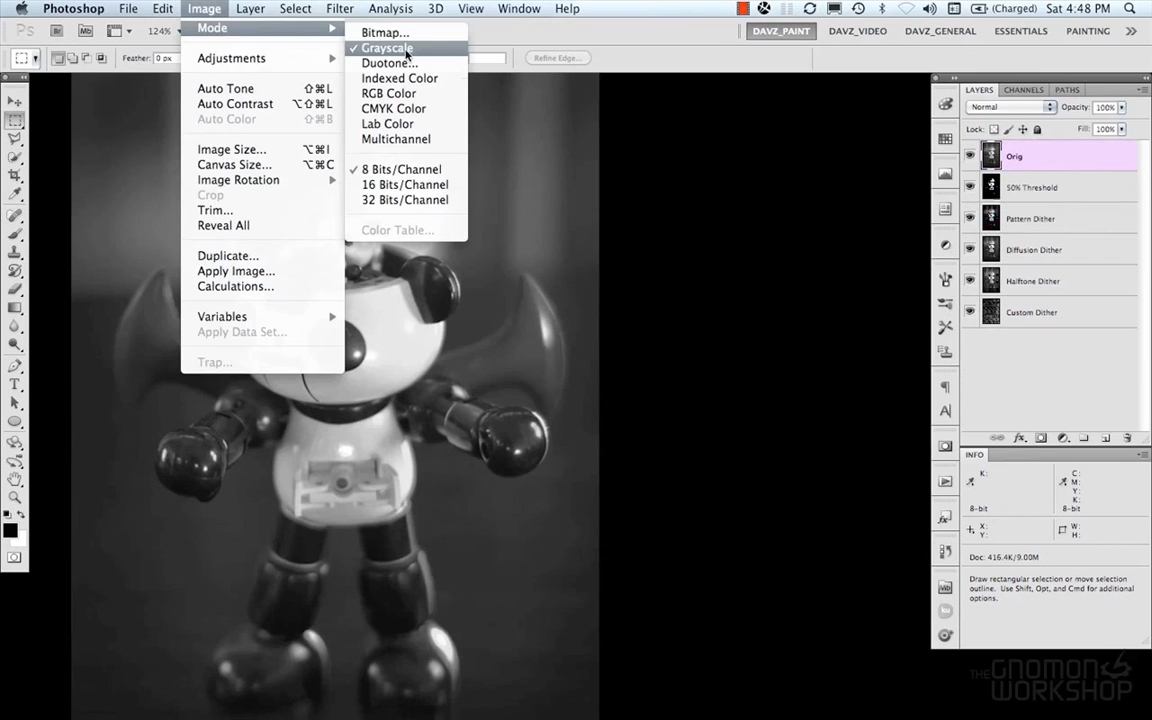 Photoshop File Edit Image Layer Select Filter Analysis 3D View Window Help (Charged) Sat 4:48 PM
Ps Br Mb 124% DAVZ_PAINT DAVZ_VIDEO DAVZ_GENERAL ESSENTIALS PAINTING
Feather: 0 px Refine Edge...
Mode
Adjustments
Auto Tone ⇧⌘L
Auto Contrast ⌥⇧⌘L
Auto Color ⇧⌘B
Image Size... ⌥⌘I
Canvas Size... ⌥⌘C
Image Rotation
Crop
Trim...
Reveal All
Duplicate...
Apply Image...
Calculations...
Variables
Apply Data Set...
Trap...
Bitmap...
✓ Grayscale
Duotone...
Indexed Color
RGB Color
CMYK Color
Lab Color
Multichannel
✓ 8 Bits/Channel
16 Bits/Channel
32 Bits/Channel
Color Table...
LAYERS CHANNELS PATHS
Normal Opacity: 100%
Lock: Fill: 100%
Orig
50% Threshold
Pattern Dither
Diffusion Dither
Halftone Dither
Custom Dither
INFO
K: C:
M:
Y:
K:
8-bit 8-bit
X: W:
Y: H:
Doc: 416.4K/9.00M
Draw rectangular selection or move selection
outline. Use Shift, Opt, and Cmd for additional
options.
THE GNOMON
WORKSHOP